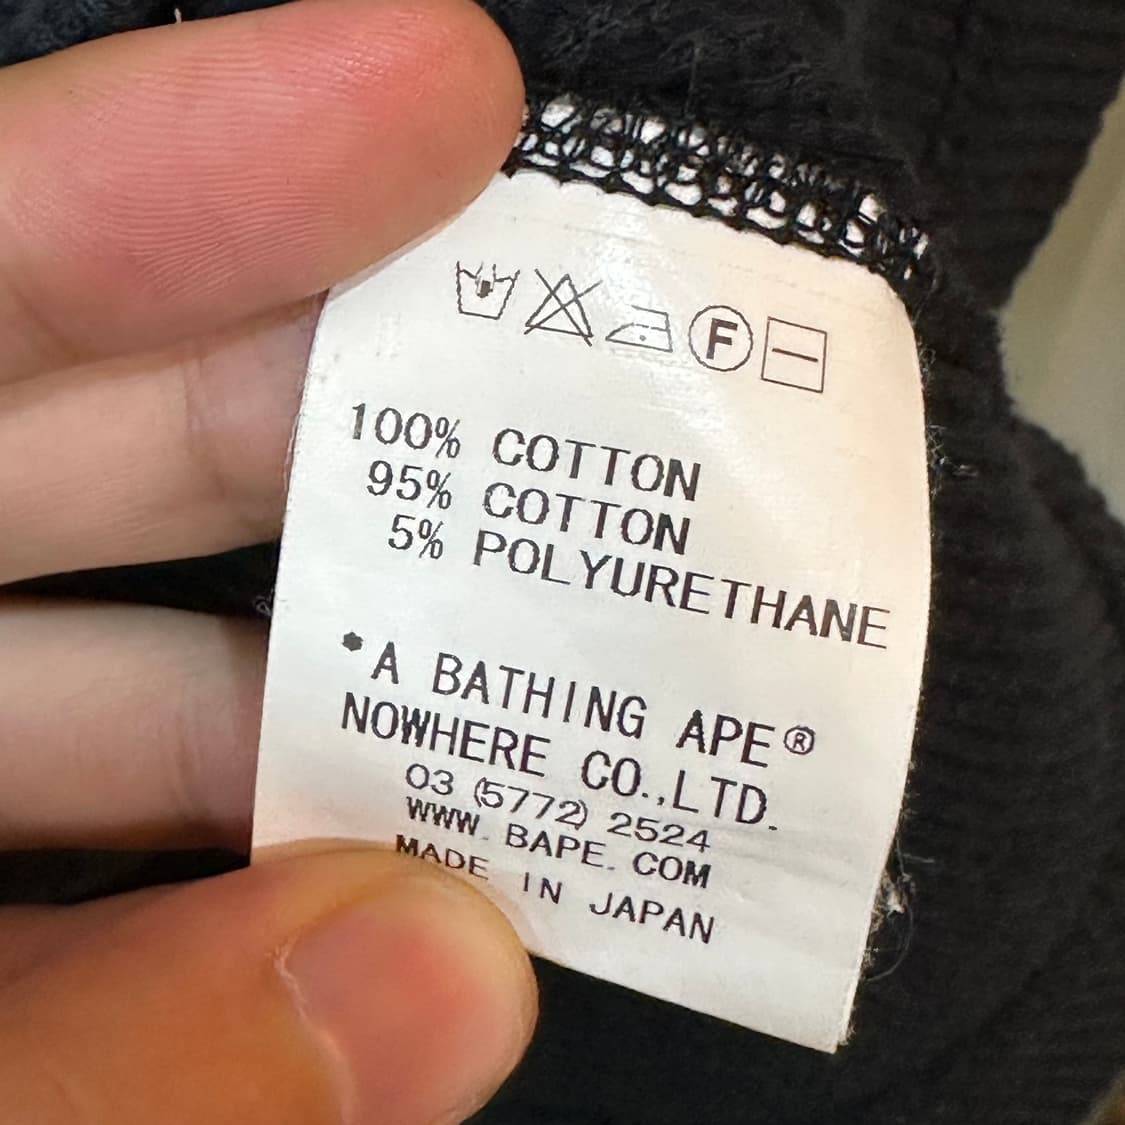 F
100% COTTON
95% COTTON
5% POLYURETHANE
*A BATHING APE®
NOWHERE CO.,LTD.
03 (5772) 2524
WWW. BAPE. COM
MADE IN JAPAN